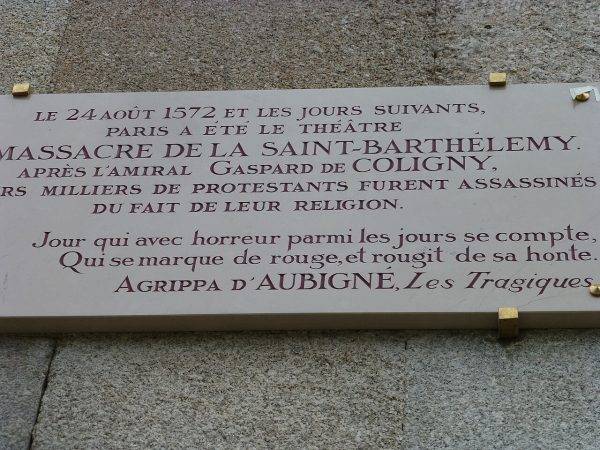 LE 24 AOÛT 1572 ET LES JOURS SUIVANTS,
PARIS A ÉTÉ LE THÉÂTRE
MASSACRE DE LA SAINT-BARTHÉLEMY.
APRÈS L'AMIRAL GASPARD DE COLIGNY,
RS MILLIERS DE PROTESTANTS FURENT ASSASSINÉS
DU FAIT DE LEUR RELIGION.
Jour qui avec horreur parmi les jours se compte,
Qui se marque de rouge, et rougit de sa honte.
AGRIPPA D'AUBIGNÉ, Les Tragiques